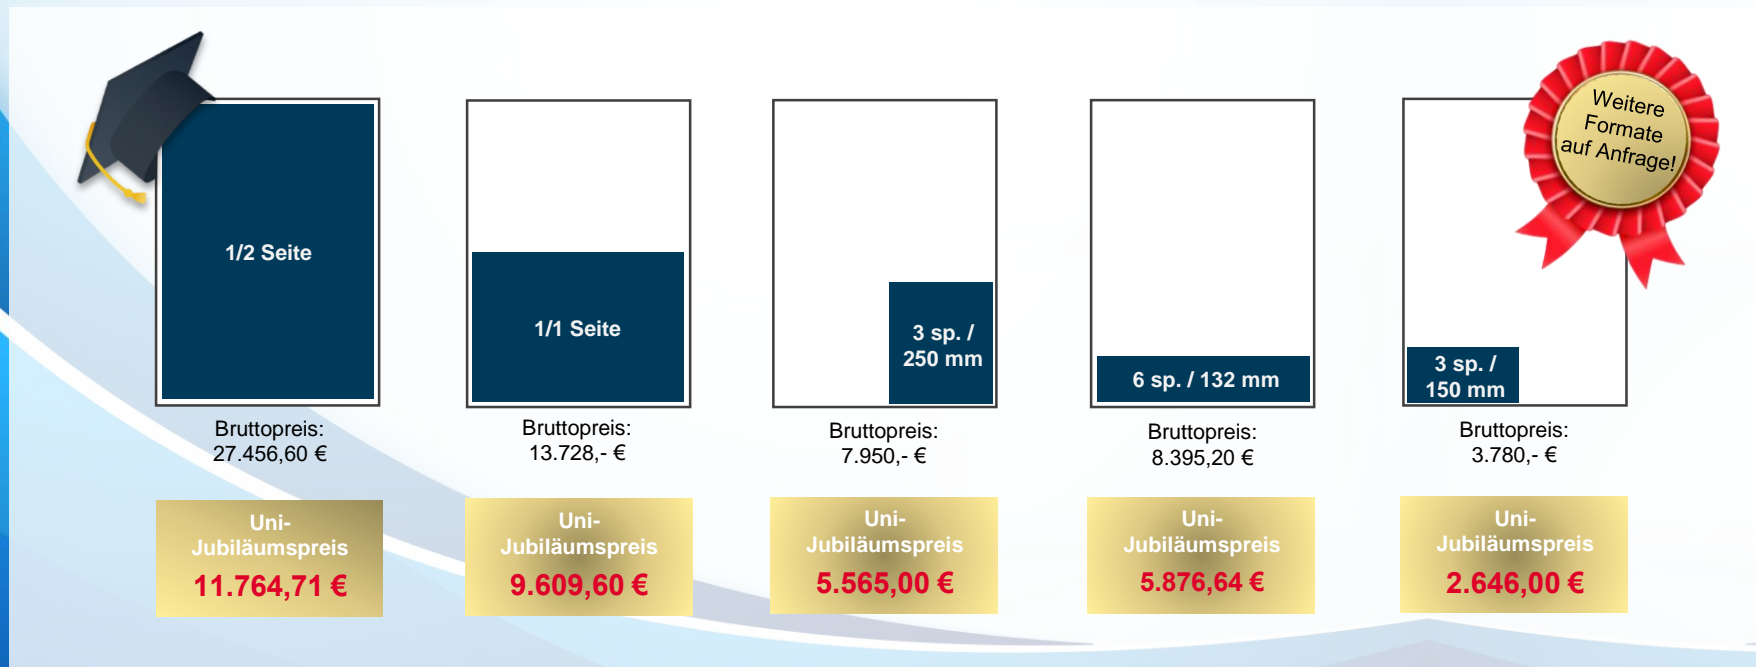 Weitere
Formate
auf Anfrage!
1/2 Seite
1/1 Seite
3 sp. /
250 mm
6 sp. / 132 mm
3 sp. /
150 mm
Bruttopreis:
27.456,60 €
Bruttopreis:
13.728,- €
Bruttopreis:
7.950,- €
Bruttopreis:
8.395,20 €
Bruttopreis:
3.780,- €
Uni-
Jubiläumspreis
11.764,71 €
Uni-
Jubiläumspreis
9.609,60 €
Uni-
Jubiläumspreis
5.565,00 €
Uni-
Jubiläumspreis
5.876,64 €
Uni-
Jubiläumspreis
2.646,00 €